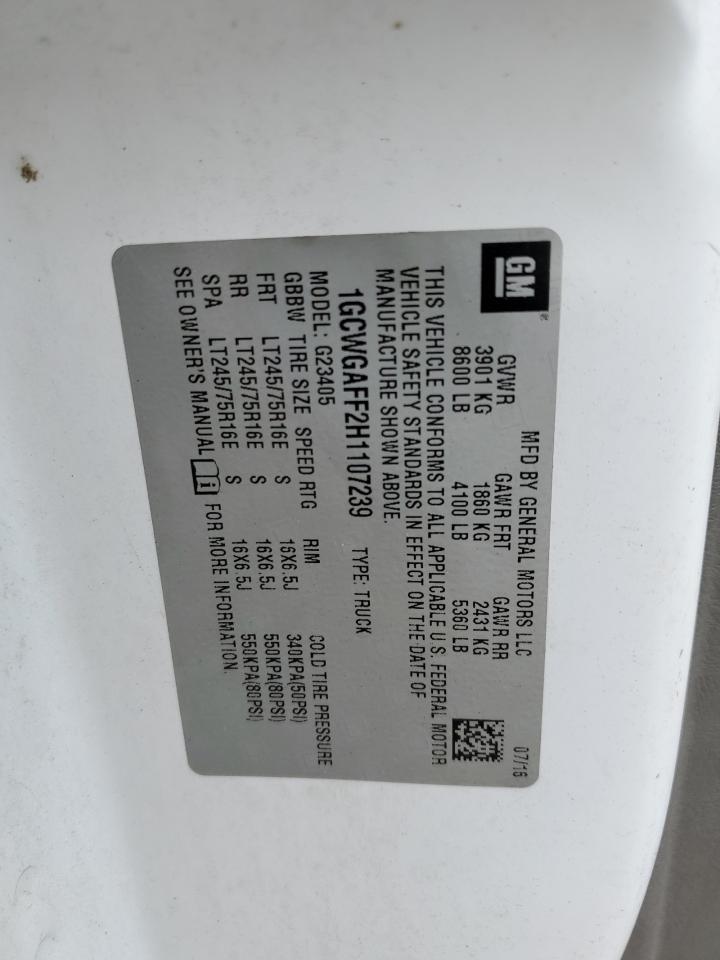 GM
®
MFD BY GENERAL MOTORS LLC 07/16
GVWR GAWR FRT GAWR RR
3901 KG 1860 KG 2431 KG
8600 LB 4100 LB 5360 LB
THIS VEHICLE CONFORMS TO ALL APPLICABLE U.S. FEDERAL MOTOR
VEHICLE SAFETY STANDARDS IN EFFECT ON THE DATE OF
MANUFACTURE SHOWN ABOVE.
1GCWGAFF2H1107239 TYPE: TRUCK
MODEL: G23405
GBBW TIRE SIZE SPEED RTG RIM COLD TIRE PRESSURE
FRT LT245/75R16E S 16X6.5J 340KPA(50PSI)
RR LT245/75R16E S 16X6.5J 550KPA(80PSI)
SPA LT245/75R16E S 16X6.5J 550KPA(80PSI)
SEE OWNER'S MANUAL FOR MORE INFORMATION.